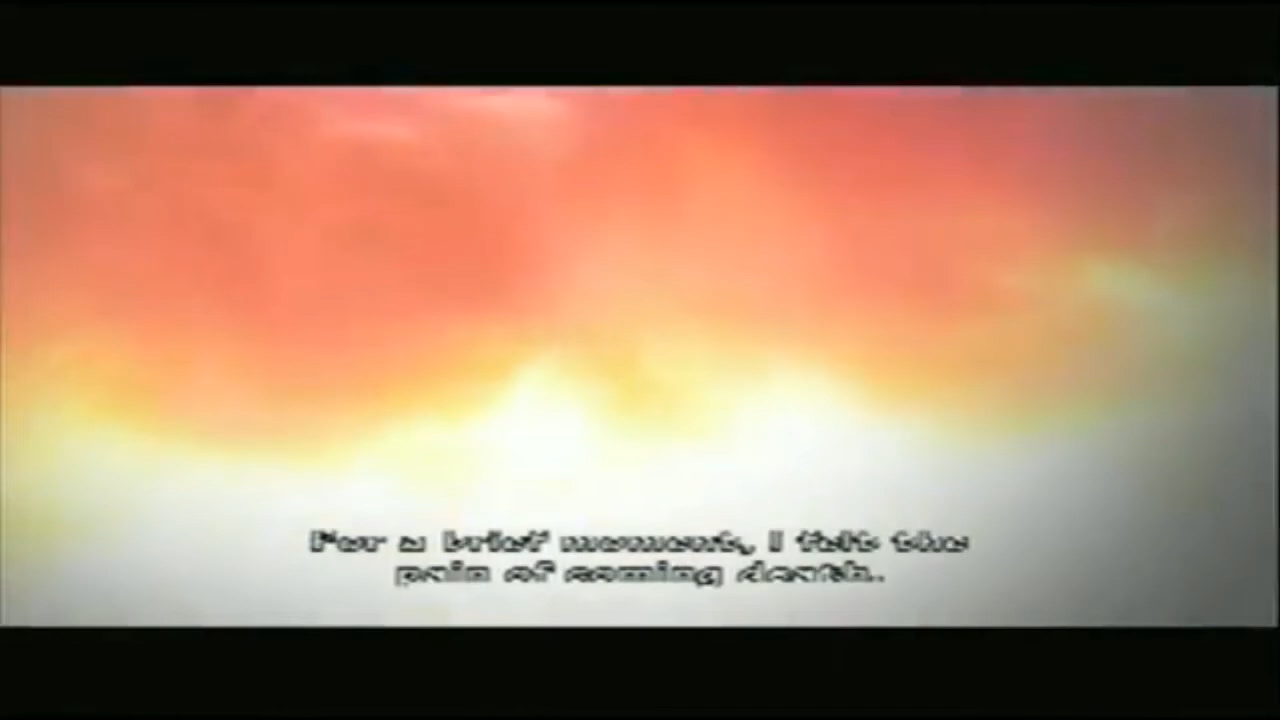 For a brief moment, I felt the
pain of coming death.